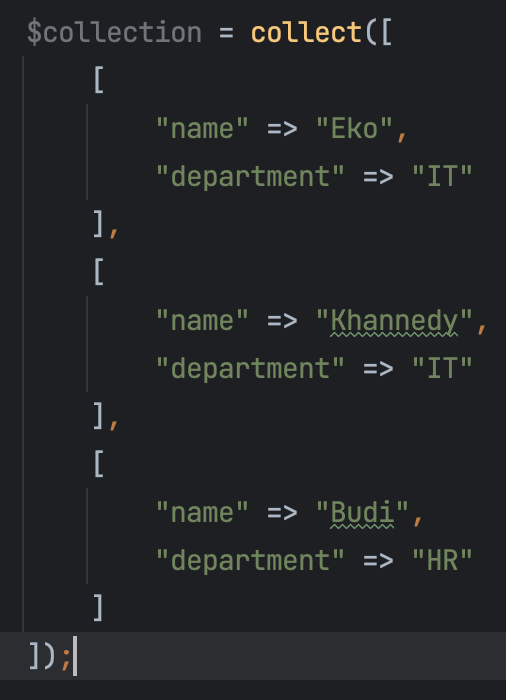 $collection = collect([
    [
        "name" => "Eko",
        "department" => "IT"
    ],
    [
        "name" => "Khannedy",
        "department" => "IT"
    ],
    [
        "name" => "Budi",
        "department" => "HR"
    ]
]);